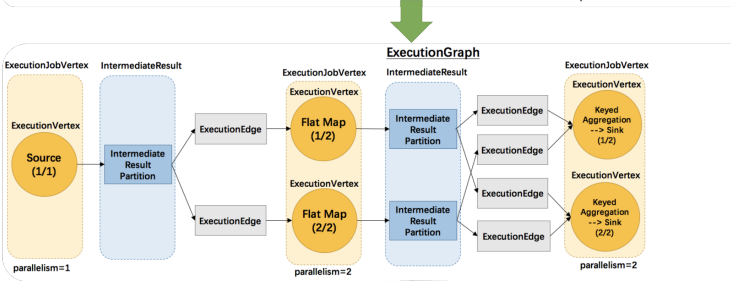 ExecutionGraph
ExecutionJobVertex
IntermediateResult
ExecutionJobVertex
IntermediateResult
ExecutionJobVertex
ExecutionVertex
Source
(1/1)
parallelism=1
Intermediate
Result
Partition
ExecutionEdge
ExecutionEdge
ExecutionVertex
Flat Map
(1/2)
ExecutionVertex
Flat Map
(2/2)
parallelism=2
Intermediate
Result
Partition
Intermediate
Result
Partition
ExecutionEdge
ExecutionEdge
ExecutionEdge
ExecutionEdge
ExecutionVertex
Keyed
Aggregation
--> Sink
(1/2)
ExecutionVertex
Keyed
Aggregation
--> Sink
(2/2)
parallelism=2